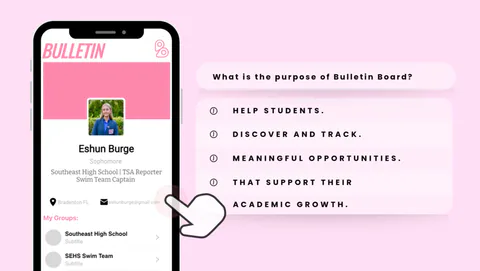 BULLETIN
Eshun Burge
Sophomore
Southeast High School | TSA Reporter
Swim Team Captain
Bradenton FL
My Groups:
Southeast High School
Subtitle
SEHS Swim Team
Subtitle
What is the purpose of Bulletin Board?
HELP STUDENTS.
DISCOVER AND TRACK.
MEANINGFUL OPPORTUNITIES.
THAT SUPPORT THEIR
ACADEMIC GROWTH.